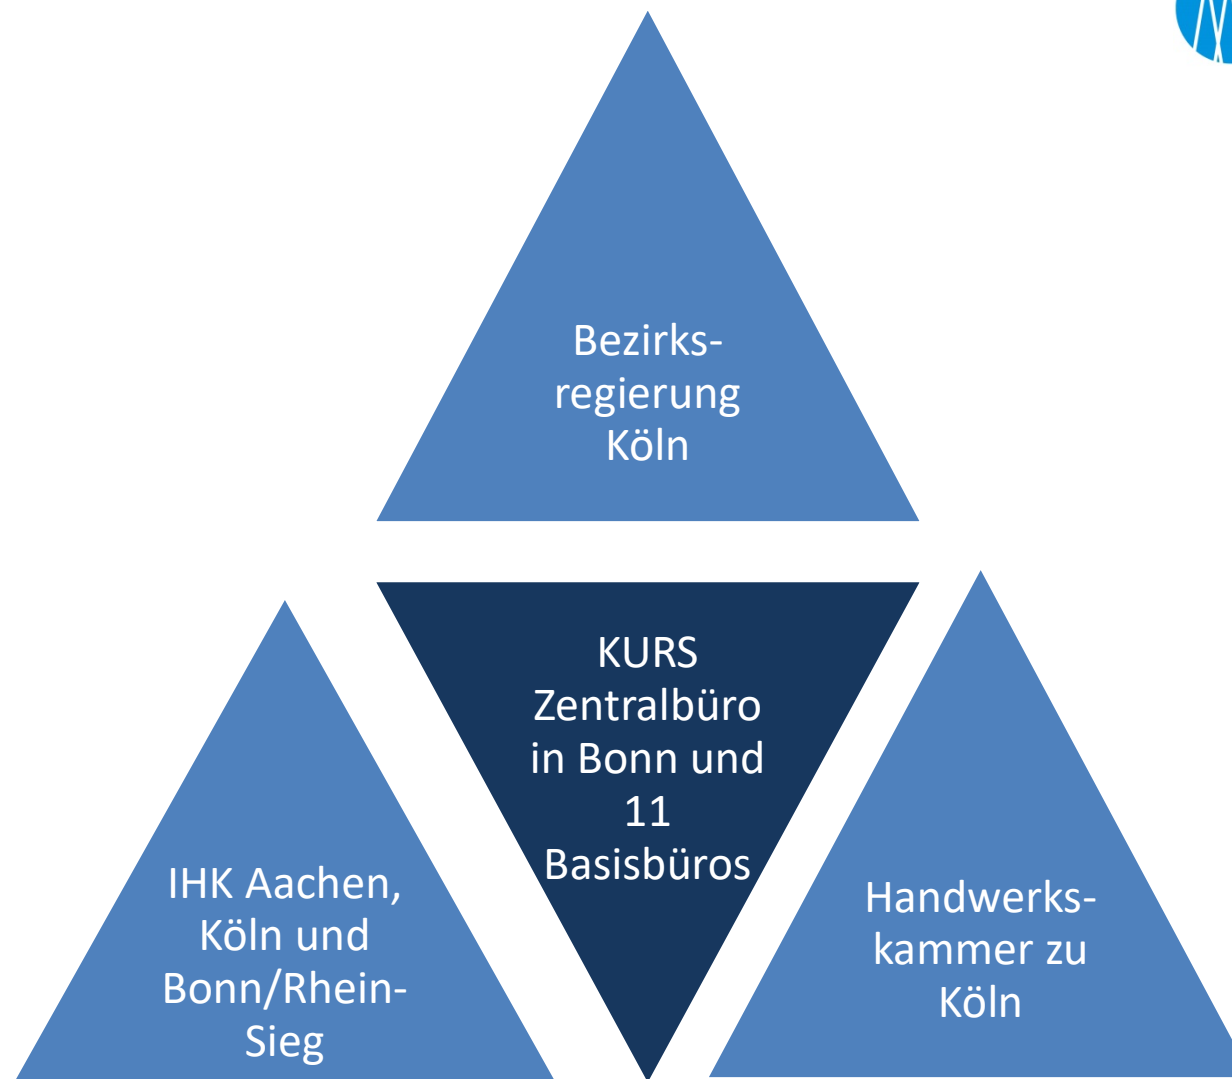 Bezirks-
regierung
Köln
KURS
Zentralbüro
in Bonn und
11
Basisbüros
IHK Aachen,
Köln und
Bonn/Rhein-
Sieg
Handwerks-
kammer zu
Köln